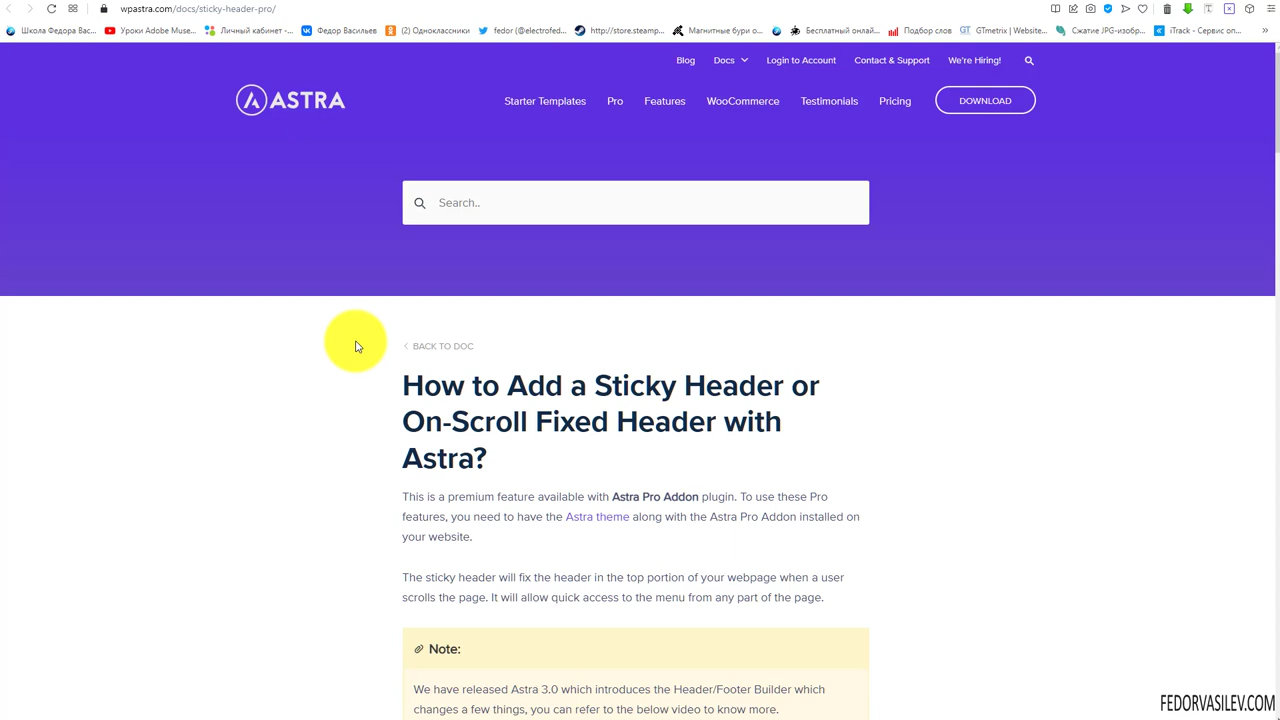 wpastra.com/docs/sticky-header-pro/
Школа Федора Вас... Уроки Adobe Muse... Личный кабинет -... Федор Васильев (2) Одноклассники fedor (@electrofed... http://store.steamp... Магнитные бури о... Бесплатный онлай... Подбор слов GTmetrix | Website... Сжатие JPG-изобр... iTrack - Сервис оп...
Blog Docs Login to Account Contact & Support We're Hiring!
ASTRA Starter Templates Pro Features WooCommerce Testimonials Pricing DOWNLOAD
Search..
BACK TO DOC
How to Add a Sticky Header or
On-Scroll Fixed Header with
Astra?
This is a premium feature available with Astra Pro Addon plugin. To use these Pro
features, you need to have the Astra theme along with the Astra Pro Addon installed on
your website.
The sticky header will fix the header in the top portion of your webpage when a user
scrolls the page. It will allow quick access to the menu from any part of the page.
Note:
We have released Astra 3.0 which introduces the Header/Footer Builder which
changes a few things, you can refer to the below video to know more.
FEDORVASILEV.COM